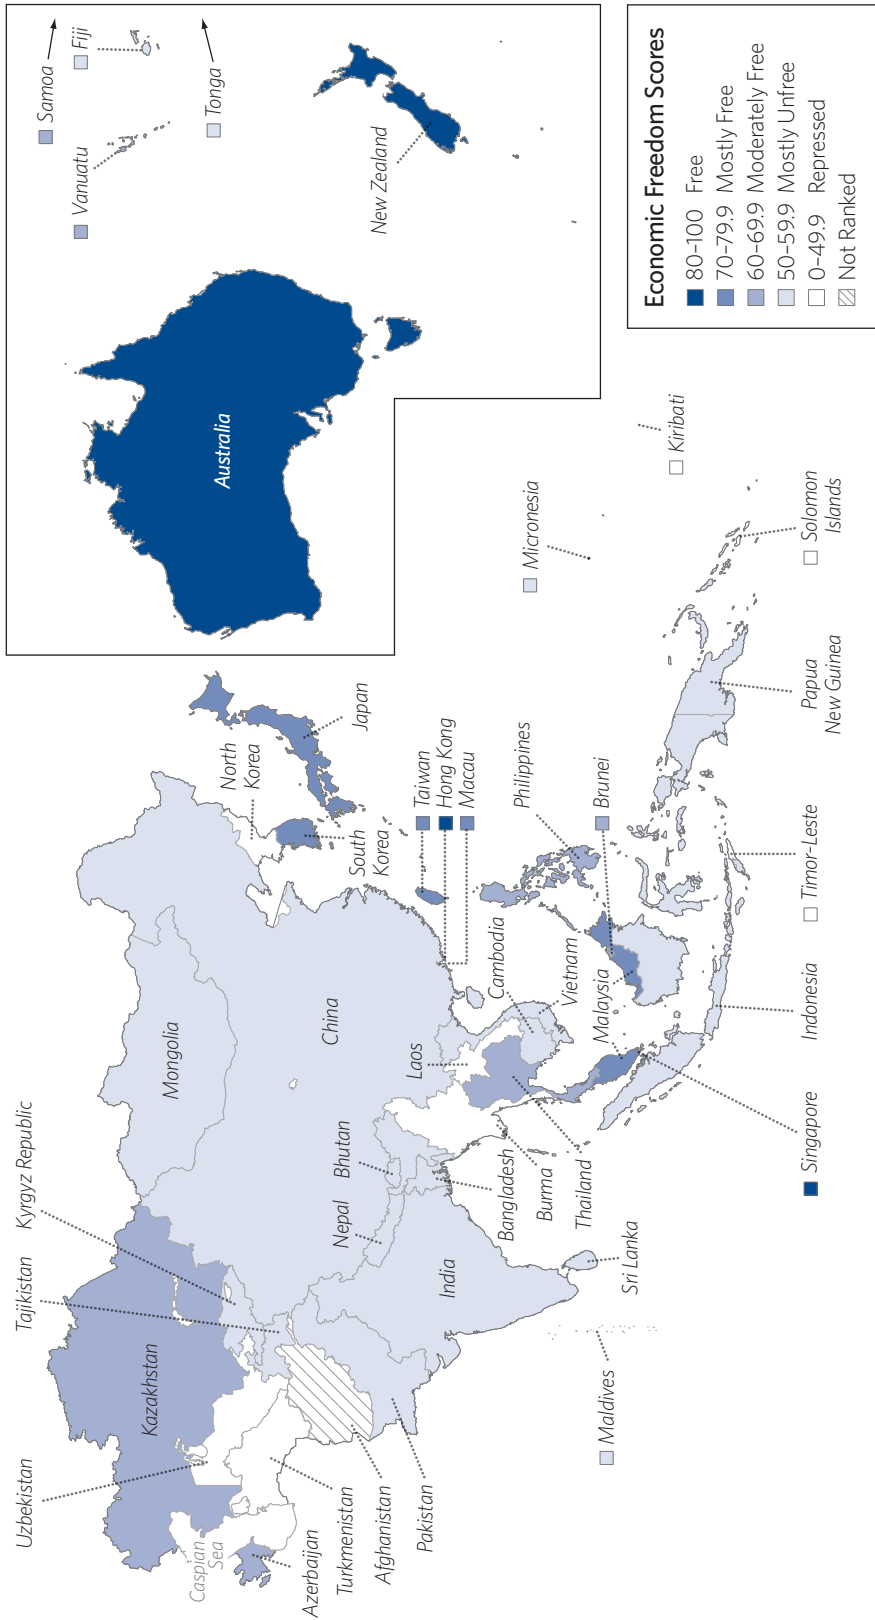 Samoa
Fiji
Vanuatu
Tonga
New Zealand
Australia
Economic Freedom Scores
80–100 Free
70–79.9 Mostly Free
60–69.9 Moderately Free
50–59.9 Mostly Unfree
0–49.9 Repressed
Not Ranked
Uzbekistan
Tajikistan
Kyrgyz Republic
Kazakhstan
Mongolia
Caspian
Sea
Azerbaijan
Turkmenistan
Afghanistan
Pakistan
China
North
Korea
South
Korea
Japan
Nepal
Bhutan
India
Bangladesh
Burma
Thailand
Laos
Cambodia
Vietnam
Taiwan
Hong Kong
Macau
Philippines
Brunei
Malaysia
Micronesia
Kiribati
Maldives
Sri Lanka
Singapore
Indonesia
Timor-Leste
Papua
New Guinea
Solomon
Islands